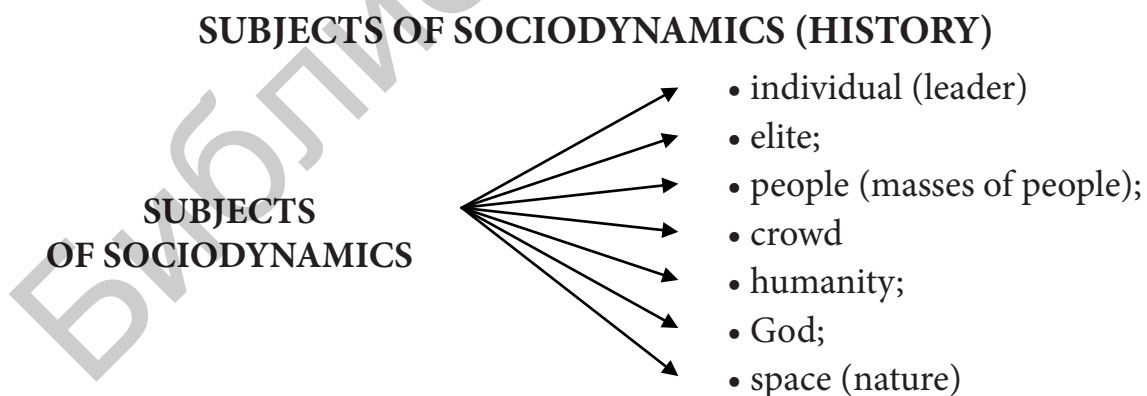 SUBJECTS OF SOCIODYNAMICS (HISTORY)
SUBJECTS
OF SOCIODYNAMICS
• individual (leader)
• elite;
• people (masses of people);
• crowd
• humanity;
• God;
• space (nature)
Библио